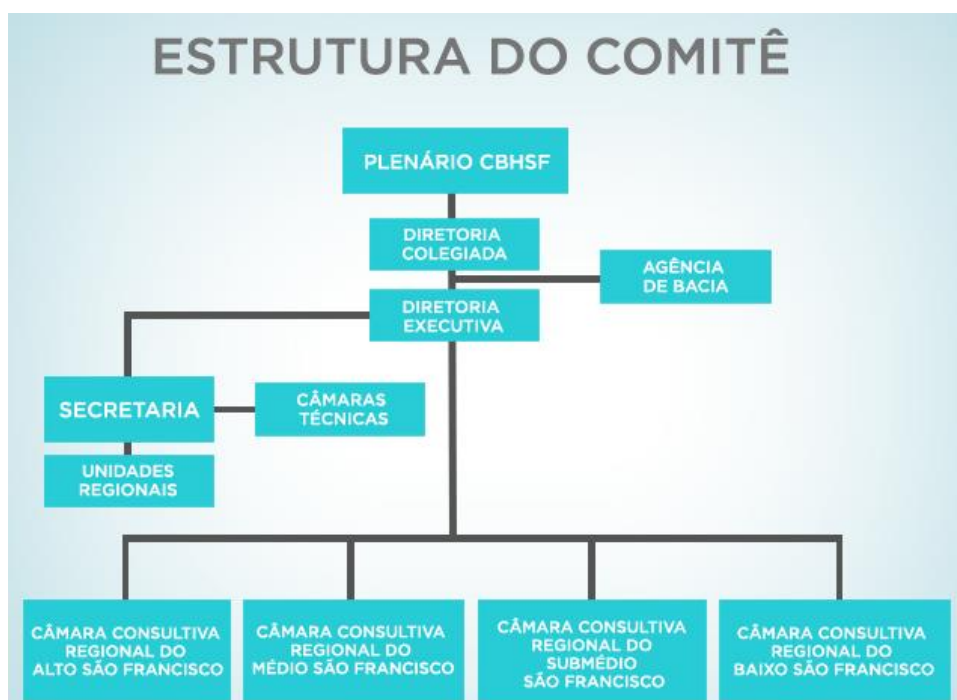 ESTRUTURA DO COMITÊ
PLENÁRIO CBHSF
DIRETORIA
COLEGIADA
AGÊNCIA
DE BACIA
DIRETORIA
EXECUTIVA
SECRETARIA
CÂMARAS
TÉCNICAS
UNIDADES
REGIONAIS
CÂMARA CONSULTIVA
REGIONAL DO
ALTO SÃO FRANCISCO
CÂMARA CONSULTIVA
REGIONAL DO
MÉDIO SÃO FRANCISCO
CÂMARA CONSULTIVA
REGIONAL DO
SUBMÉDIO
SÃO FRANCISCO
CÂMARA CONSULTIVA
REGIONAL DO
BAIXO SÃO FRANCISCO